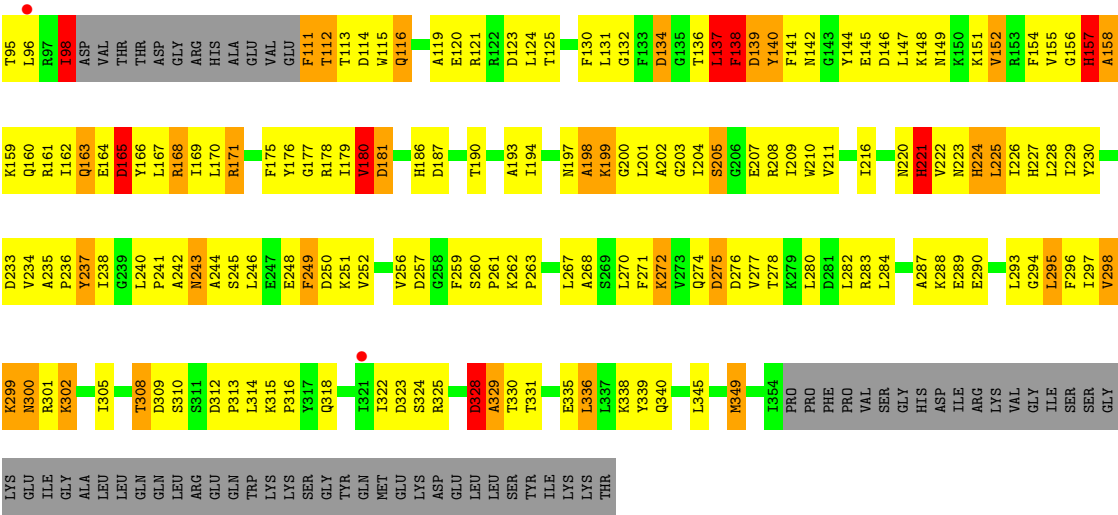 T95 L96 R97 I98 ASP VAL THR THR ASP GLY ARG HIS ALA GLU VAL GLU F111 T112 T113 D114 W115 Q116 A119 E120 R121 R122 D123 L124 T125 F130 L131 G132 F133 D134 G135 T136 L137 F138 D139 Y140 F141 N142 G143 Y144 E145 D146 L147 K148 N149 K150 K151 V152 R153 F154 V155 G156 H157 A158
K159 Q160 R161 I162 Q163 E164 D165 Y166 L167 R168 I169 L170 R171 F175 Y176 G177 R178 I179 V180 D181 H186 D187 T190 A193 I194 N197 A198 K199 G200 L201 A202 G203 I204 S205 G206 E207 R208 I209 W210 V211 I216 N220 H221 V222 N223 H224 L225 I226 H227 L228 I229 Y230
D233 V234 A235 P236 Y237 I238 G239 L240 P241 A242 N243 A244 S245 L246 E247 E248 F249 D250 K251 V252 V256 D257 G258 F259 S260 P261 K262 P263 L267 A268 S269 L270 F271 K272 V273 Q274 D275 D276 V277 T278 K279 L280 D281 L282 R283 L284 A287 K288 E289 E290 L293 G294 L295 F296 I297 V298
K299 N300 R301 K302 I305 T308 D309 S310 S311 D312 P313 L314 K315 P316 Y317 Q318 I321 I322 D323 S324 R325 D328 A329 T330 T331 E335 L336 L337 K338 Y339 Q340 L345 M349 I354 PRO PRO PHE PRO VAL SER GLY HIS ASP ILE ARG LYS VAL GLY ILE SER SER GLY
LYS GLU ILE GLY ALA LEU LEU GLN GLN LEU ARG GLU GLN TRP LYS LYS SER GLY TYR GLN MET GLU LYS ASP GLU LEU LEU SER TYR ILE LYS LYS THR